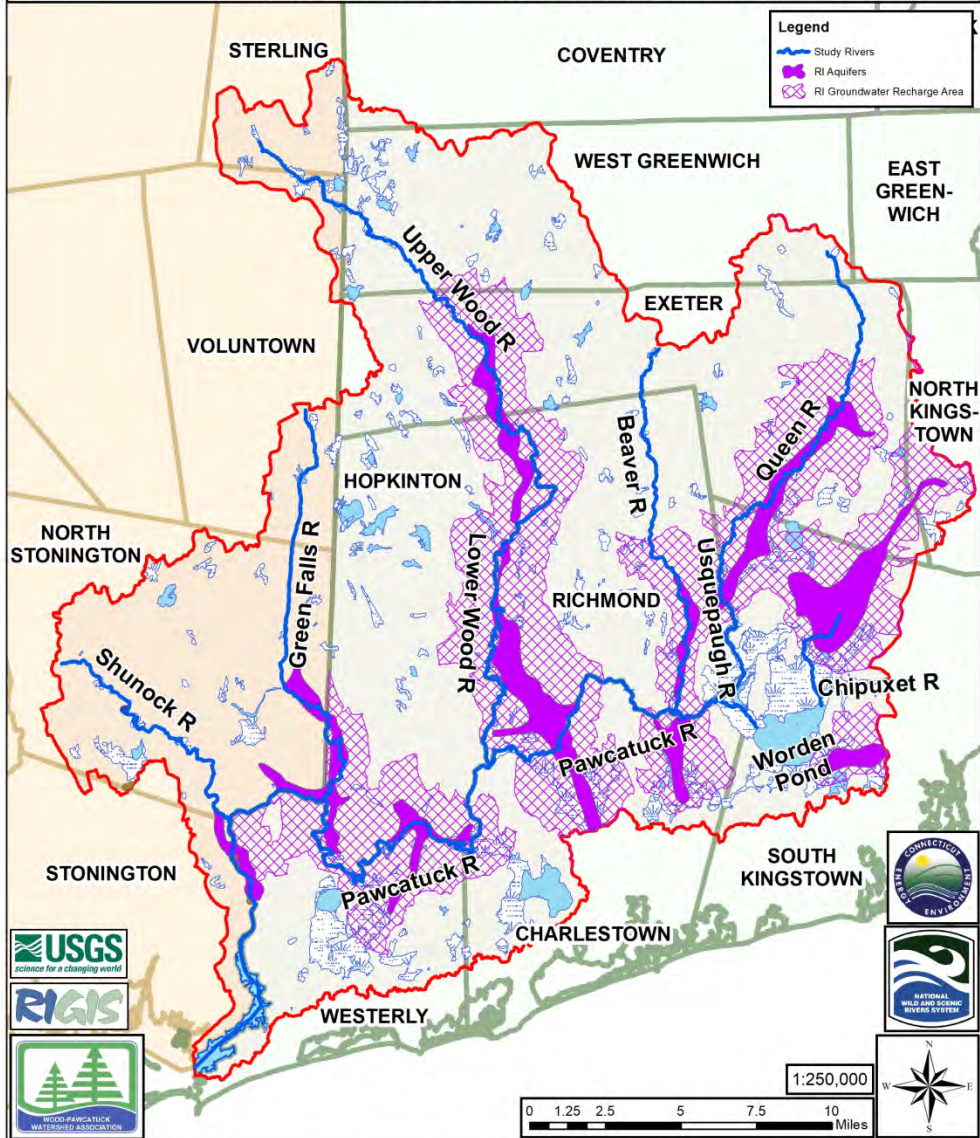 Legend
Study Rivers
RI Aquifers
RI Groundwater Recharge Area
STERLING
COVENTRY
WEST GREENWICH
EAST
GREEN-
WICH
Upper Wood R
EXETER
VOLUNTOWN
NORTH
KINGS-
TOWN
Beaver R
Queen R
HOPKINTON
NORTH
STONINGTON
Green Falls R
Lower Wood R
RICHMOND
Usquepaugh R
Shunock R
Chipuxet R
Pawcatuck R
Worden
Pond
STONINGTON
Pawcatuck R
SOUTH
KINGSTOWN
CONNECTICUT
ENERGY
ENVIRONMENT
CHARLESTOWN
USGS
science for a changing world
RIGIS
WESTERLY
NATIONAL
WILD AND SCENIC
RIVERS SYSTEM
WOOD-PAWCATUCK
WATERSHED ASSOCIATION
1:250,000
N
W E
S
0 1.25 2.5 5 7.5 10
Miles